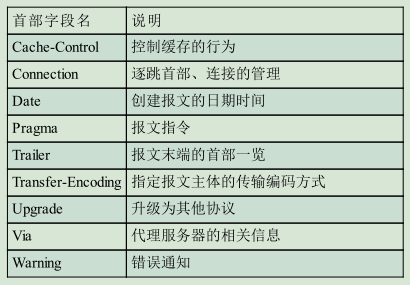 首部字段名 说明
Cache-Control 控制缓存的行为
Connection 逐跳首部、连接的管理
Date 创建报文的日期时间
Pragma 报文指令
Trailer 报文末端的首部一览
Transfer-Encoding 指定报文主体的传输编码方式
Upgrade 升级为其他协议
Via 代理服务器的相关信息
Warning 错误通知